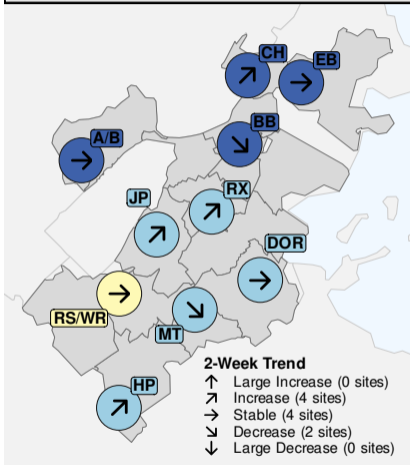 CH
EB
A/B
BB
JP
RX
DOR
RS/WR
MT
HP
2-Week Trend
↑ Large Increase (0 sites)
↗ Increase (4 sites)
→ Stable (4 sites)
↘ Decrease (2 sites)
↓ Large Decrease (0 sites)